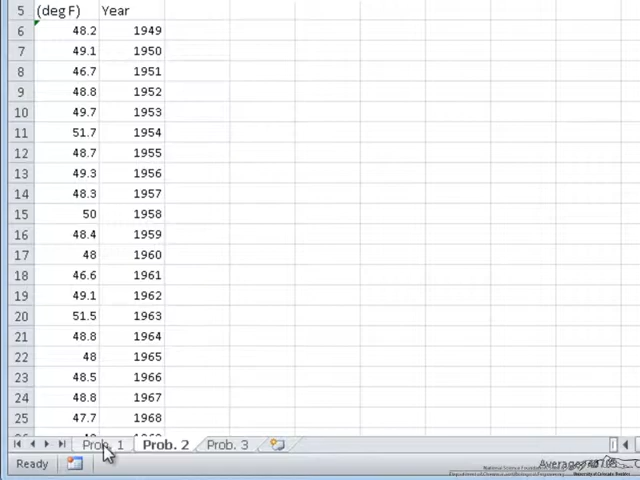 5 (deg F) Year
6 48.2 1949
7 49.1 1950
8 46.7 1951
9 48.8 1952
10 49.7 1953
11 51.7 1954
12 48.7 1955
13 49.3 1956
14 48.3 1957
15 50 1958
16 48.4 1959
17 48 1960
18 46.6 1961
19 49.1 1962
20 51.5 1963
21 48.8 1964
22 48 1965
23 48.5 1966
24 48.8 1967
25 47.7 1968
Prob. 1 Prob. 2 Prob. 3
Ready
National Science Foundation